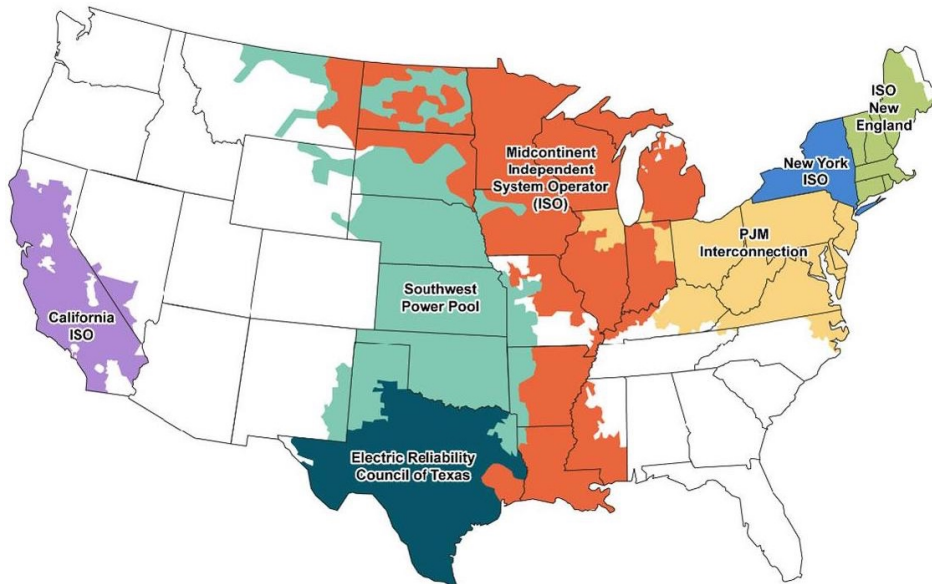 ISO
New
England
Midcontinent
Independent
System Operator
(ISO)
New York
ISO
PJM
Interconnection
Southwest
Power Pool
California
ISO
Electric Reliability
Council of Texas